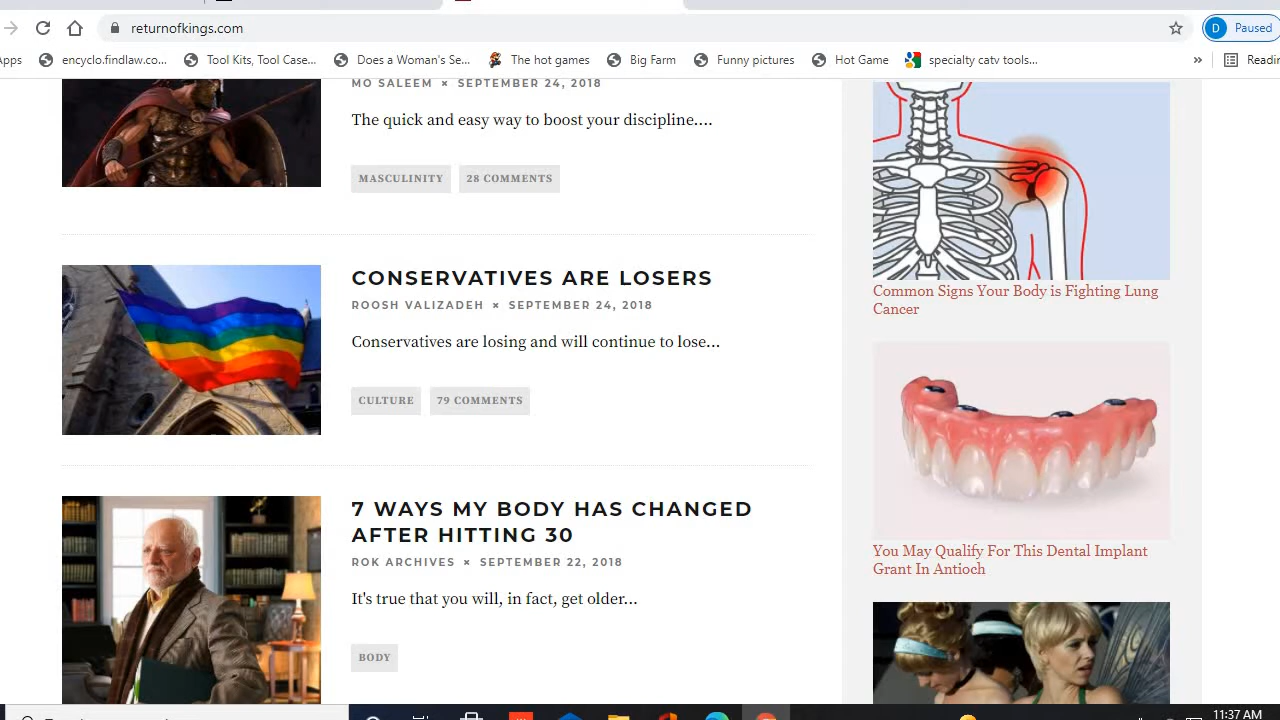 returnofkings.com
Paused
Apps
encyclo.findlaw.co...
Tool Kits, Tool Case...
Does a Woman's Se...
The hot games
Big Farm
Funny pictures
Hot Game
specialty catv tools...
»
MO SALEEM × SEPTEMBER 24, 2018
The quick and easy way to boost your discipline....
MASCULINITY
28 COMMENTS
CONSERVATIVES ARE LOSERS
ROOSH VALIZADEH × SEPTEMBER 24, 2018
Conservatives are losing and will continue to lose...
CULTURE
79 COMMENTS
7 WAYS MY BODY HAS CHANGED
AFTER HITTING 30
ROK ARCHIVES × SEPTEMBER 22, 2018
It's true that you will, in fact, get older...
BODY
Common Signs Your Body is Fighting Lung
Cancer
You May Qualify For This Dental Implant
Grant In Antioch
11:37 AM